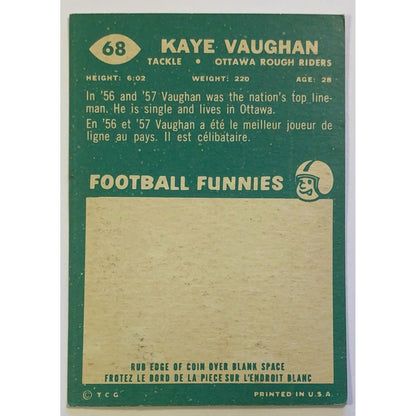 68
KAYE VAUGHAN
TACKLE • OTTAWA ROUGH RIDERS
HEIGHT: 6:02 WEIGHT: 220 AGE: 28
In '56 and '57 Vaughan was the nation's top line-
man. He is single and lives in Ottawa.
En '56 et '57 Vaughan a été le meilleur joueur de
ligne au pays. Il est célibataire.
FOOTBALL FUNNIES
RUB EDGE OF COIN OVER BLANK SPACE
FROTEZ LE BORD DE LA PIECE SUR L'ENDROIT BLANC
© T C G PRINTED IN U.S.A.